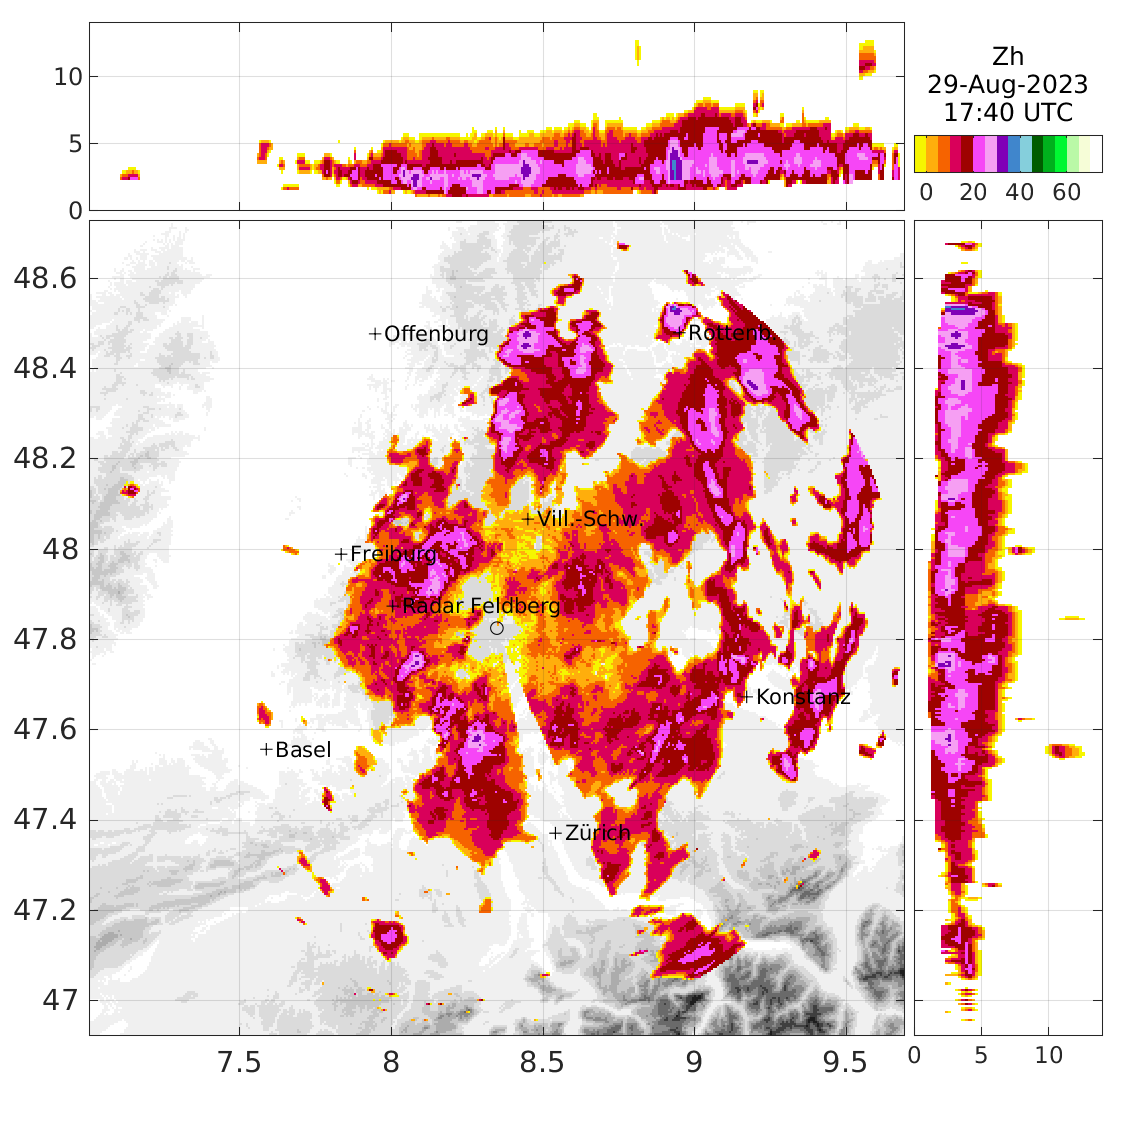 Zh
29-Aug-2023
17:40 UTC
0 20 40 60
10
5
0
48.6
48.4
48.2
48
47.8
47.6
47.4
47.2
47
+Offenburg
+Rottenb.
+Vill.-Schw.
+Freiburg
+Radar Feldberg
+Konstanz
+Basel
+Zürich
7.5 8 8.5 9 9.5
0 5 10